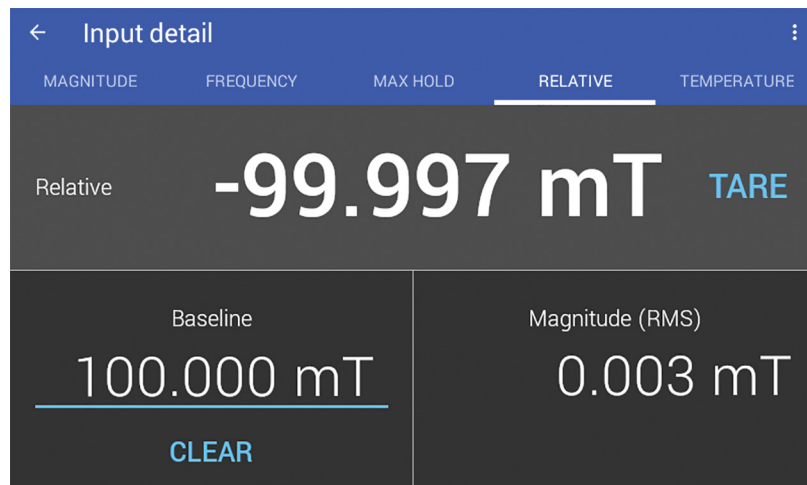 Input detail
MAGNITUDE FREQUENCY MAX HOLD RELATIVE TEMPERATURE
Relative -99.997 mT TARE
Baseline
100.000 mT
CLEAR
Magnitude (RMS)
0.003 mT